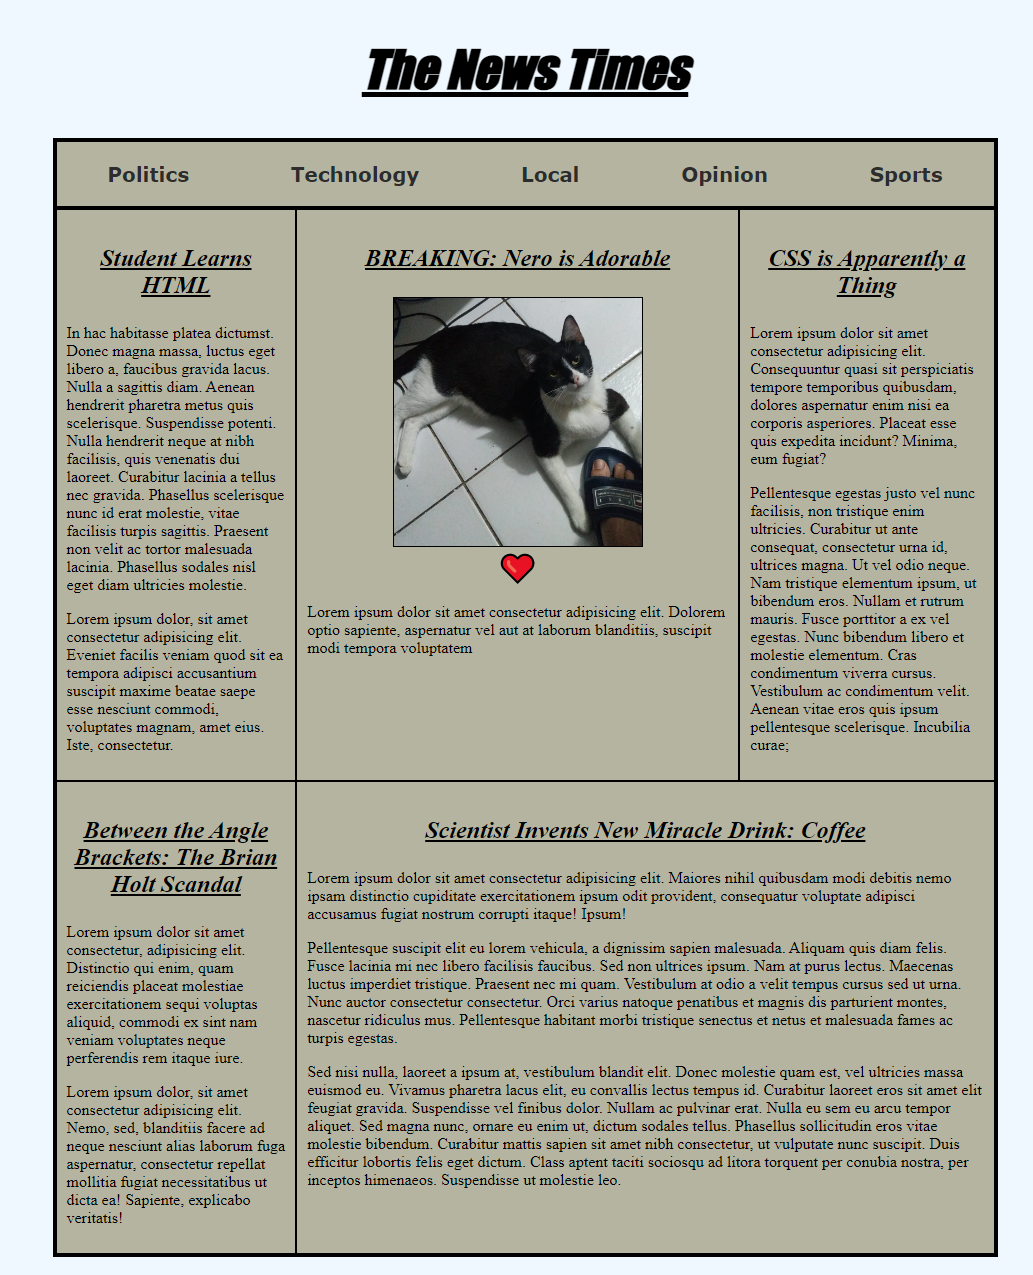 The News Times
Politics Technology Local Opinion Sports
Student Learns
HTML
In hac habitasse platea dictumst.
Donec magna massa, luctus eget
libero a, faucibus gravida lacus.
Nulla a sagittis diam. Aenean
hendrerit pharetra metus quis
scelerisque. Suspendisse potenti.
Nulla hendrerit neque at nibh
facilisis, quis venenatis dui
laoreet. Curabitur lacinia a tellus
nec gravida. Phasellus scelerisque
nunc id erat molestie, vitae
facilisis turpis sagittis. Praesent
non velit ac tortor malesuada
lacinia. Phasellus sodales nisl
eget diam ultricies molestie.
Lorem ipsum dolor, sit amet
consectetur adipisicing elit.
Eveniet facilis veniam quod sit ea
tempora adipisci accusantium
suscipit maxime beatae saepe
esse nesciunt commodi,
voluptates magnam, amet eius.
Iste, consectetur.
BREAKING: Nero is Adorable
Lorem ipsum dolor sit amet consectetur adipisicing elit. Dolorem
optio sapiente, aspernatur vel aut at laborum blanditiis, suscipit
modi tempora voluptatem
CSS is Apparently a
Thing
Lorem ipsum dolor sit amet
consectetur adipisicing elit.
Consequuntur quasi sit perspiciatis
tempore temporibus quibusdam,
dolores aspernatur enim nisi ea
corporis asperiores. Placeat esse
quis expedita incidunt? Minima,
eum fugiat?
Pellentesque egestas justo vel nunc
facilisis, non tristique enim
ultricies. Curabitur ut ante
consequat, consectetur urna id,
ultrices magna. Ut vel odio neque.
Nam tristique elementum ipsum, ut
bibendum eros. Nullam et rutrum
mauris. Fusce porttitor a ex vel
egestas. Nunc bibendum libero et
molestie elementum. Cras
condimentum viverra cursus.
Vestibulum ac condimentum velit.
Aenean vitae eros quis ipsum
pellentesque scelerisque. Incubilia
curae;
Between the Angle
Brackets: The Brian
Holt Scandal
Lorem ipsum dolor sit amet
consectetur, adipisicing elit.
Distinctio qui enim, quam
reiciendis placeat molestiae
exercitationem sequi voluptas
aliquid, commodi ex sint nam
veniam voluptates neque
perferendis rem itaque iure.
Lorem ipsum dolor, sit amet
consectetur adipisicing elit.
Nemo, sed, blanditiis facere ad
neque nesciunt alias laborum fuga
aspernatur, consectetur repellat
mollitia fugiat necessitatibus ut
dicta ea! Sapiente, explicabo
veritatis!
Scientist Invents New Miracle Drink: Coffee
Lorem ipsum dolor sit amet consectetur adipisicing elit. Maiores nihil quibusdam modi debitis nemo
ipsam distinctio cupiditate exercitationem ipsum odit provident, consequatur voluptate adipisci
accusamus fugiat nostrum corrupti itaque! Ipsum!
Pellentesque suscipit elit eu lorem vehicula, a dignissim sapien malesuada. Aliquam quis diam felis.
Fusce lacinia mi nec libero facilisis faucibus. Sed non ultrices ipsum. Nam at purus lectus. Maecenas
luctus imperdiet tristique. Praesent nec mi quam. Vestibulum at odio a velit tempus cursus sed ut urna.
Nunc auctor consectetur consectetur. Orci varius natoque penatibus et magnis dis parturient montes,
nascetur ridiculus mus. Pellentesque habitant morbi tristique senectus et netus et malesuada fames ac
turpis egestas.
Sed nisi nulla, laoreet a ipsum at, vestibulum blandit elit. Donec molestie quam est, vel ultricies massa
euismod eu. Vivamus pharetra lacus elit, eu convallis lectus tempus id. Curabitur laoreet eros sit amet elit
feugiat gravida. Suspendisse vel finibus dolor. Nullam ac pulvinar erat. Nulla eu sem eu arcu tempor
aliquet. Sed magna nunc, ornare eu enim ut, dictum sodales tellus. Phasellus sollicitudin eros vitae
molestie bibendum. Curabitur mattis sapien sit amet nibh consectetur, ut vulputate nunc suscipit. Duis
efficitur lobortis felis eget dictum. Class aptent taciti sociosqu ad litora torquent per conubia nostra, per
inceptos himenaeos. Suspendisse ut molestie leo.